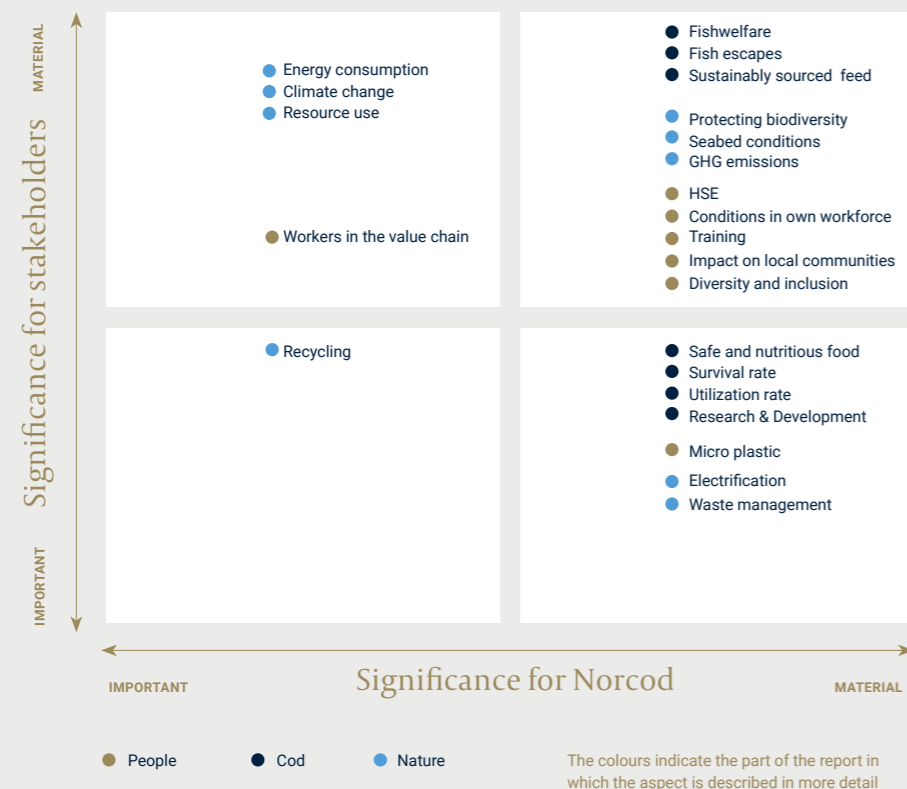 MATERIAL
Significance for stakeholders
IMPORTANT
Energy consumption
Climate change
Resource use
Workers in the value chain
Fishwelfare
Fish escapes
Sustainably sourced feed
Protecting biodiversity
Seabed conditions
GHG emissions
HSE
Conditions in own workforce
Training
Impact on local communities
Diversity and inclusion
Recycling
Safe and nutritious food
Survival rate
Utilization rate
Research & Development
Micro plastic
Electrification
Waste management
IMPORTANT
Significance for Norcod
MATERIAL
People
Cod
Nature
The colours indicate the part of the report in
which the aspect is described in more detail